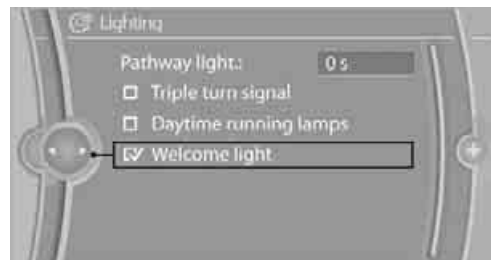 Lighting
Pathway light.: 0 s
Triple turn signal
Daytime running lamps
Welcome light